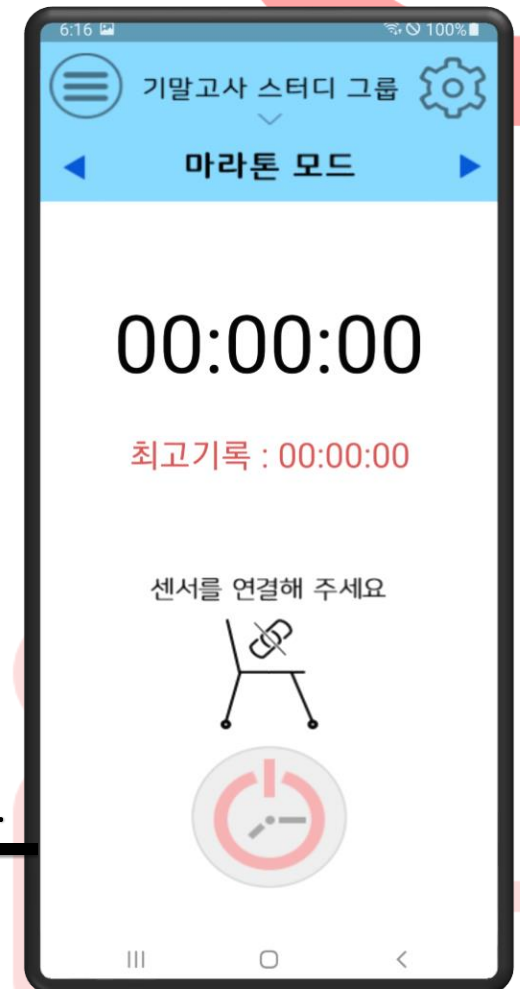 6:16 100%
기말고사 스터디 그룹
마라톤 모드
00:00:00
최고기록 : 00:00:00
센서를 연결해 주세요
.